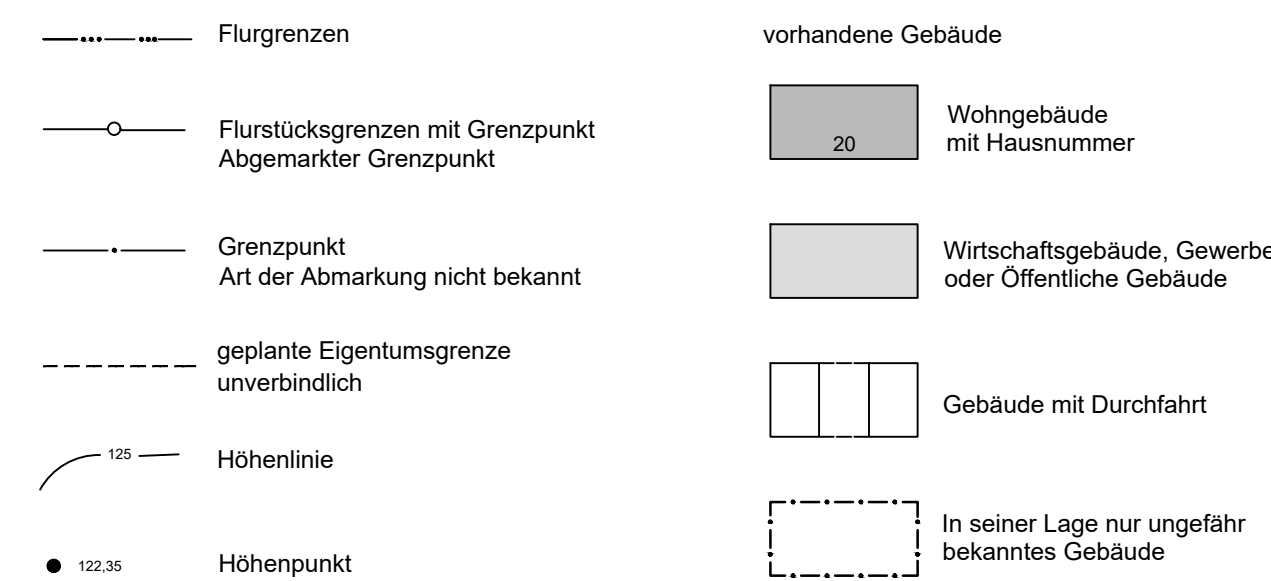 Flurgrenzen
Flurstücksgrenzen mit Grenzpunkt
Abgemarkter Grenzpunkt
Grenzpunkt
Art der Abmarkung nicht bekannt
geplante Eigentumsgrenze
unverbindlich
125
Höhenlinie
122,35
Höhenpunkt
vorhandene Gebäude
20
Wohngebäude
mit Hausnummer
Wirtschaftsgebäude, Gewerbe
oder Öffentliche Gebäude
Gebäude mit Durchfahrt
In seiner Lage nur ungefähr
bekanntes Gebäude